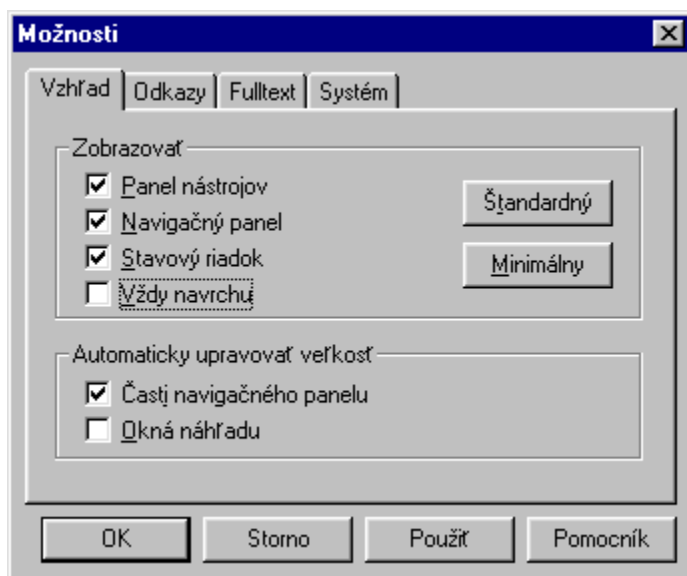 Možnosti
Vzhľad Odkazy Fulltext Systém
Zobrazovať
Panel nástrojov
Štandardný
Navigačný panel
Stavový riadok
Minimálny
Vždy navrchu
Automaticky upravovať veľkosť
Časti navigačného panelu
Okná náhľadu
OK Storno Použiť Pomocník